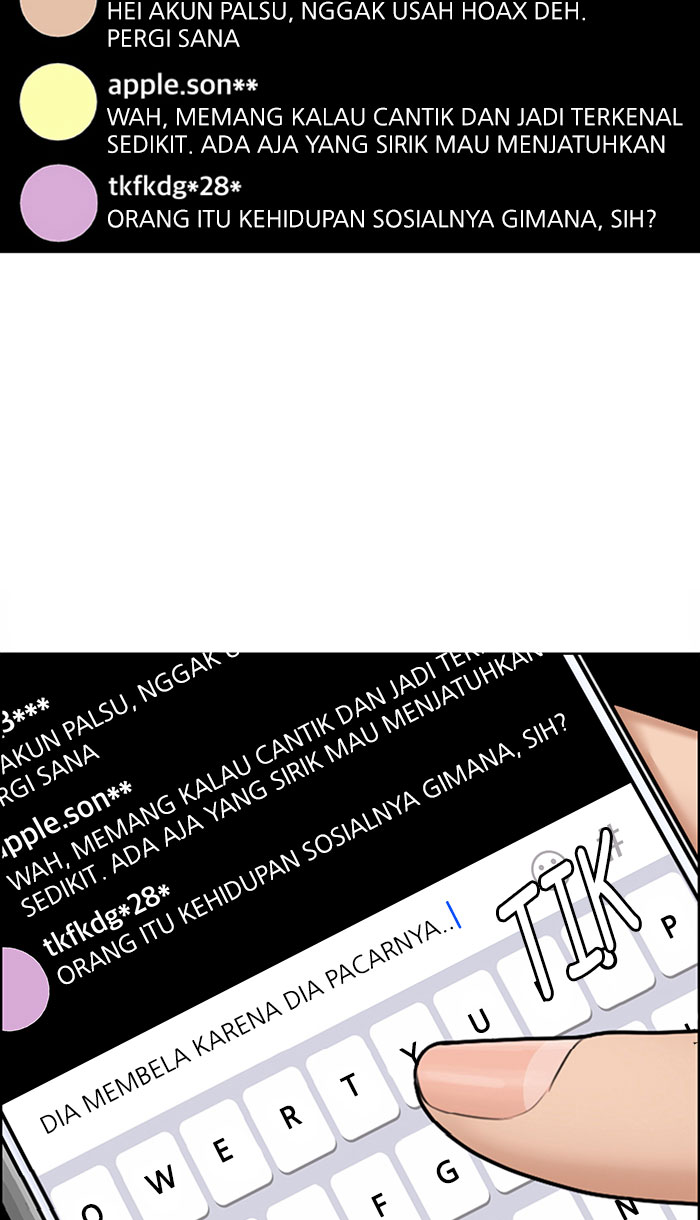 HEI AKUN PALSU, NGGAK USAH HOAX DEH.
PERGI SANA
apple.son**
WAH, MEMANG KALAU CANTIK DAN JADI TERKENAL
SEDIKIT. ADA AJA YANG SIRIK MAU MENJATUHKAN
tkfkdg*28*
ORANG ITU KEHIDUPAN SOSIALNYA GIMANA, SIH?
3***
AKUN PALSU, NGGAK
RGI SANA
apple.son**
WAH, MEMANG KALAU CANTIK DAN JADI TER
SEDIKIT. ADA AJA YANG SIRIK MAU MENJATUHKAN
tkfkdg*28*
ORANG ITU KEHIDUPAN SOSIALNYA GIMANA, SIH?
#
DIA MEMBELA KARENA DIA PACARNYA..
TIK
Q W E R T Y U P
F G N